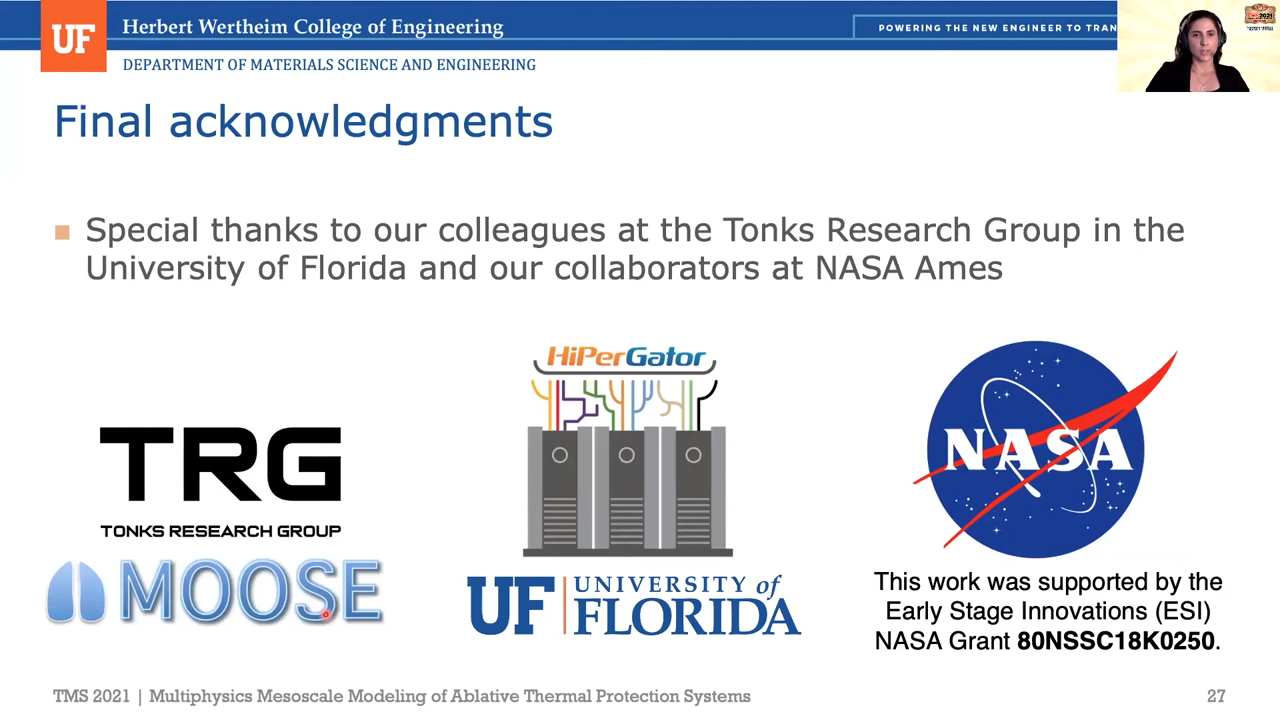 UF
Herbert Wertheim College of Engineering
POWERING THE NEW ENGINEER TO TRAN
DEPARTMENT OF MATERIALS SCIENCE AND ENGINEERING
TMS2021
Final acknowledgments
Special thanks to our colleagues at the Tonks Research Group in the
University of Florida and our collaborators at NASA Ames
HiPerGator
TRG
TONKS RESEARCH GROUP
MOOSE
UF UNIVERSITY of
FLORIDA
NASA
This work was supported by the
Early Stage Innovations (ESI)
NASA Grant 80NSSC18K0250.
TMS 2021 | Multiphysics Mesoscale Modeling of Ablative Thermal Protection Systems
27